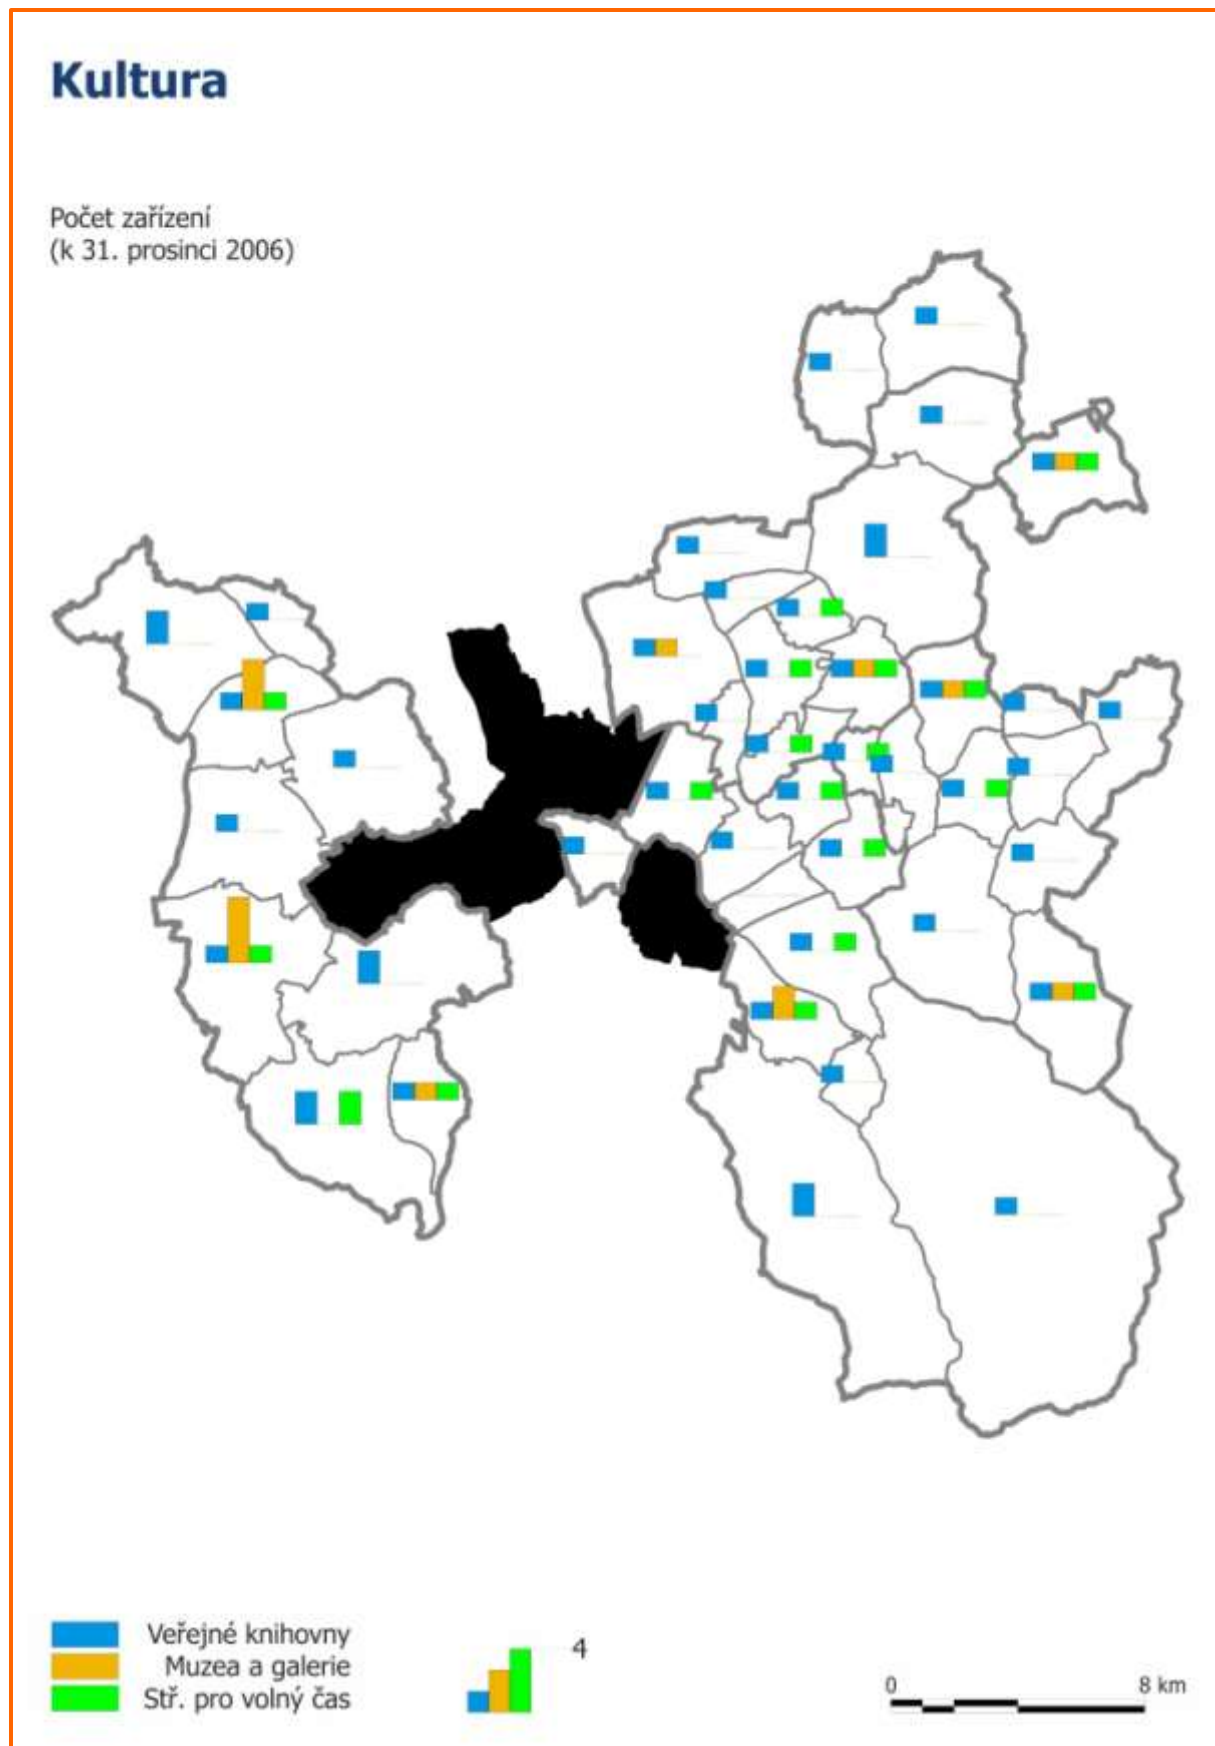 Kultura
Počet zařízení
(k 31. prosinci 2006)
Veřejné knihovny
Muzea a galerie
Stř. pro volný čas
4
0 8 km